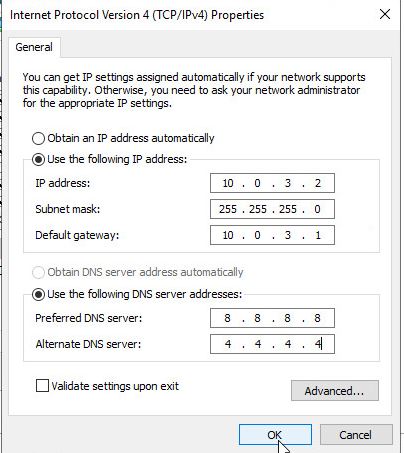 Internet Protocol Version 4 (TCP/IPv4) Properties
General
You can get IP settings assigned automatically if your network supports
this capability. Otherwise, you need to ask your network administrator
for the appropriate IP settings.
Obtain an IP address automatically
Use the following IP address:
IP address: 10 . 0 . 3 . 2
Subnet mask: 255 . 255 . 255 . 0
Default gateway: 10 . 0 . 3 . 1
Obtain DNS server address automatically
Use the following DNS server addresses:
Preferred DNS server: 8 . 8 . 8 . 8
Alternate DNS server: 4 . 4 . 4 . 4
Validate settings upon exit
Advanced...
OK Cancel